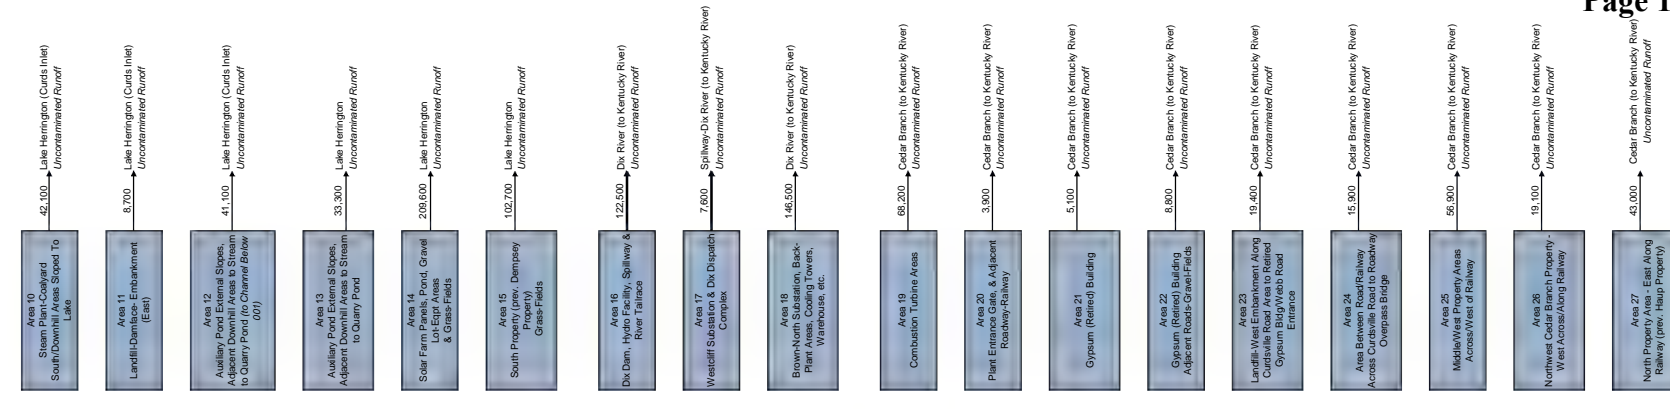 Page 1
Area 10
Steam Plant-Coalyard
South/Downhill Areas Sloped To
Lake
42,100
Lake Herrington (Curds Inlet)
Uncontaminated Runoff
Area 11
Landfill-Damface- Embankment
(East)
8,700
Lake Herrington (Curds Inlet)
Uncontaminated Runoff
Area 12
Auxiliary Pond External Slopes,
Adjacent Downhill Areas to Stream
to Quarry Pond (to Channel Below
001)
41,100
Lake Herrington (Curds Inlet)
Uncontaminated Runoff
Area 13
Auxiliary Pond External Slopes,
Adjacent Downhill Areas to Stream
to Quarry Pond
33,300
Lake Herrington
Uncontaminated Runoff
Area 14
Solar Farm Panels, Pond, Gravel
Lot-Eqpt Areas
& Grass-Fields
209,600
Lake Herrington
Uncontaminated Runoff
Area 15
South Property (prev. Dempsey
Property)
Grass-Fields
102,700
Lake Herrington
Uncontaminated Runoff
Area 16
Dix Dam, Hydro Facility, Spillway &
River Tailrace
122,500
Dix River (to Kentucky River)
Uncontaminated Runoff
Area 17
Westcliff Substation & Dix Dispatch
Complex
7,600
Spillway-Dix River (to Kentucky River)
Uncontaminated Runoff
Area 18
Brown-North Substation, Back-
Plant Areas, Cooling Towers,
Warehouse, etc.
146,500
Dix River (to Kentucky River)
Uncontaminated Runoff
Area 19
Combustion Turbine Areas
68,200
Cedar Branch (to Kentucky River)
Uncontaminated Runoff
Area 20
Plant Entrance Gate, & Adjacent
Roadway-Railway
3,900
Cedar Branch (to Kentucky River)
Uncontaminated Runoff
Area 21
Gypsum (Retired) Building
5,100
Cedar Branch (to Kentucky River)
Uncontaminated Runoff
Area 22
Gypsum (Retired) Building
Adjacent Roads-Gravel-Fields
8,800
Cedar Branch (to Kentucky River)
Uncontaminated Runoff
Area 23
Landfill-West Embankment Along
Curdsville Road Area to Retired
Gypsum Bldg/Webb Road
Entrance
19,400
Cedar Branch (to Kentucky River)
Uncontaminated Runoff
Area 24
Area Between Road/Railway
Across Curdsville Road to Roadway
Overpass Bridge
15,900
Cedar Branch (to Kentucky River)
Uncontaminated Runoff
Area 25
Middle/West Property Areas
Across/West of Railway
56,900
Cedar Branch (to Kentucky River)
Uncontaminated Runoff
Area 26
Northwest Cedar Branch Property -
West Across/Along Railway
19,100
Cedar Branch (to Kentucky River)
Uncontaminated Runoff
Area 27
North Property Area - East Along
Railway (prev. Haup Property)
43,000
Cedar Branch (to Kentucky River)
Uncontaminated Runoff